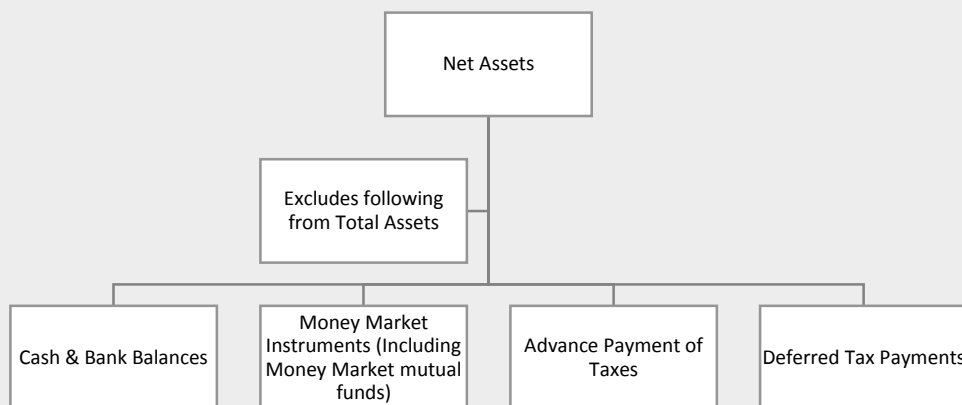 Net Assets
Excludes following
from Total Assets
Cash & Bank Balances
Money Market
Instruments (Including
Money Market mutual
funds)
Advance Payment of
Taxes
Deferred Tax Payments